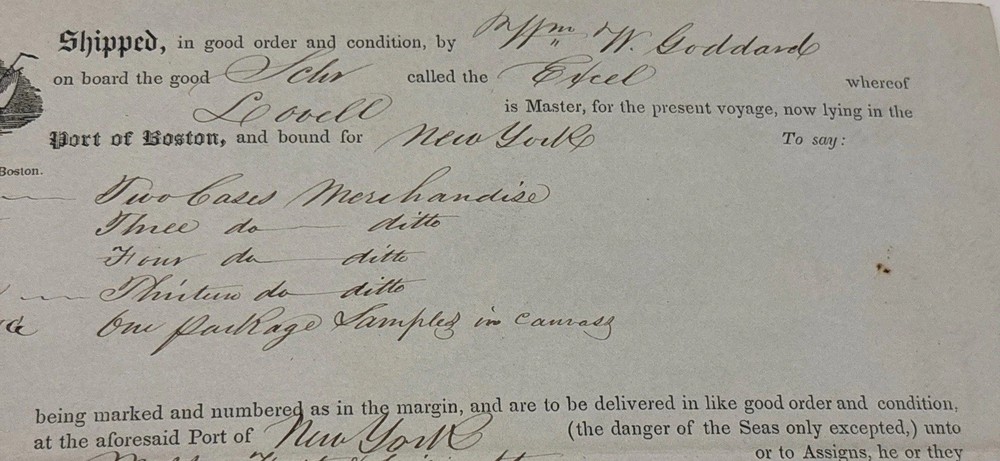 Shipped, in good order and condition, by Wm W. Goddard
on board the good Schr called the Excel whereof
Lovell is Master, for the present voyage, now lying in the
Port of Boston, and bound for New York To say:
Boston.
Two Cases Merchandise
Three do ditto
Four do ditto
Thirteen do ditto
One package Samples in Canvass
being marked and numbered as in the margin, and are to be delivered in like good order and condition,
at the aforesaid Port of New York (the danger of the Seas only excepted,) unto
or to Assigns, he or they